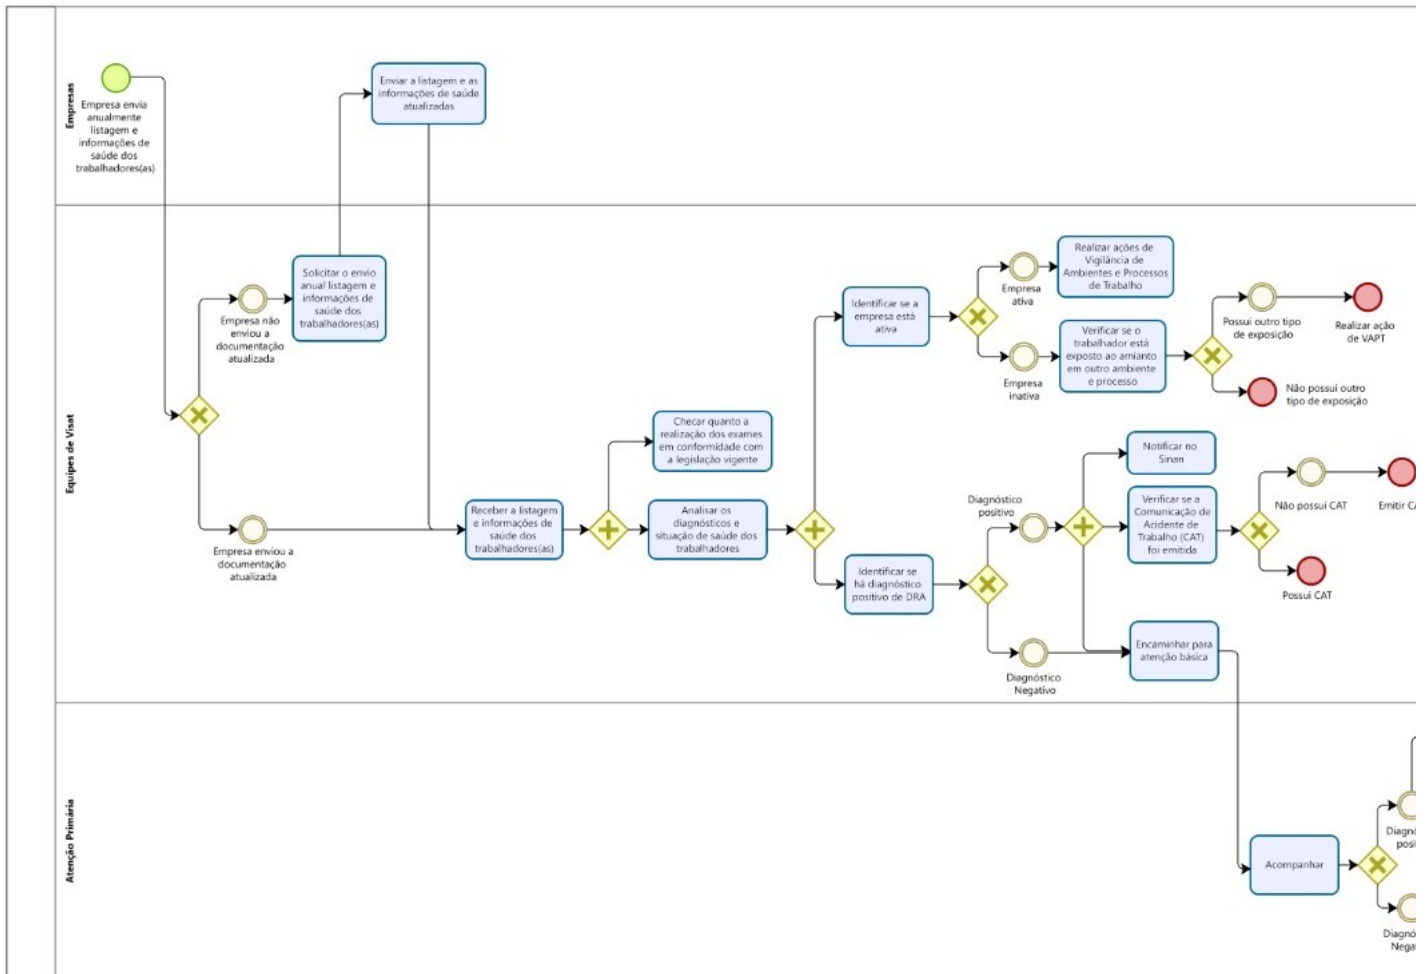 Empresas
Empresa envia
anualmente
listagem e
informações de
saúde dos
trabalhadores(as)
Enviar a listagem e as
informações de saúde
atualizadas
Equipes de Visat
Empresa não
enviou a
documentação
atualizada
Solicitar o envio
anual listagem e
informações de
saúde dos
trabalhadores(as)
Empresa enviou a
documentação
atualizada
Receber a listagem
e informações de
saúde dos
trabalhadores(as)
Checar quanto a
realização dos exames
em conformidade com
a legislação vigente
Analisar os
diagnósticos e
situação de saúde dos
trabalhadores
Identificar se a
empresa está
ativa
Empresa
ativa
Realizar ações de
Vigilância de
Ambientes e Processos
de Trabalho
Empresa
inativa
Verificar se o
trabalhador está
exposto ao amianto
em outro ambiente
e processo
Possui outro tipo
de exposição
Realizar ação
de VAPT
Não possui outro
tipo de exposição
Identificar se
há diagnóstico
positivo de DRA
Diagnóstico
positivo
Notificar no
Sinan
Verificar se a
Comunicação de
Acidente de
Trabalho (CAT)
foi emitida
Não possui CAT
Emitir CA
Possui CAT
Diagnóstico
Negativo
Encaminhar para
atenção básica
Atenção Primária
Acompanhar
Diagnó
posi
Diagnó
Nega